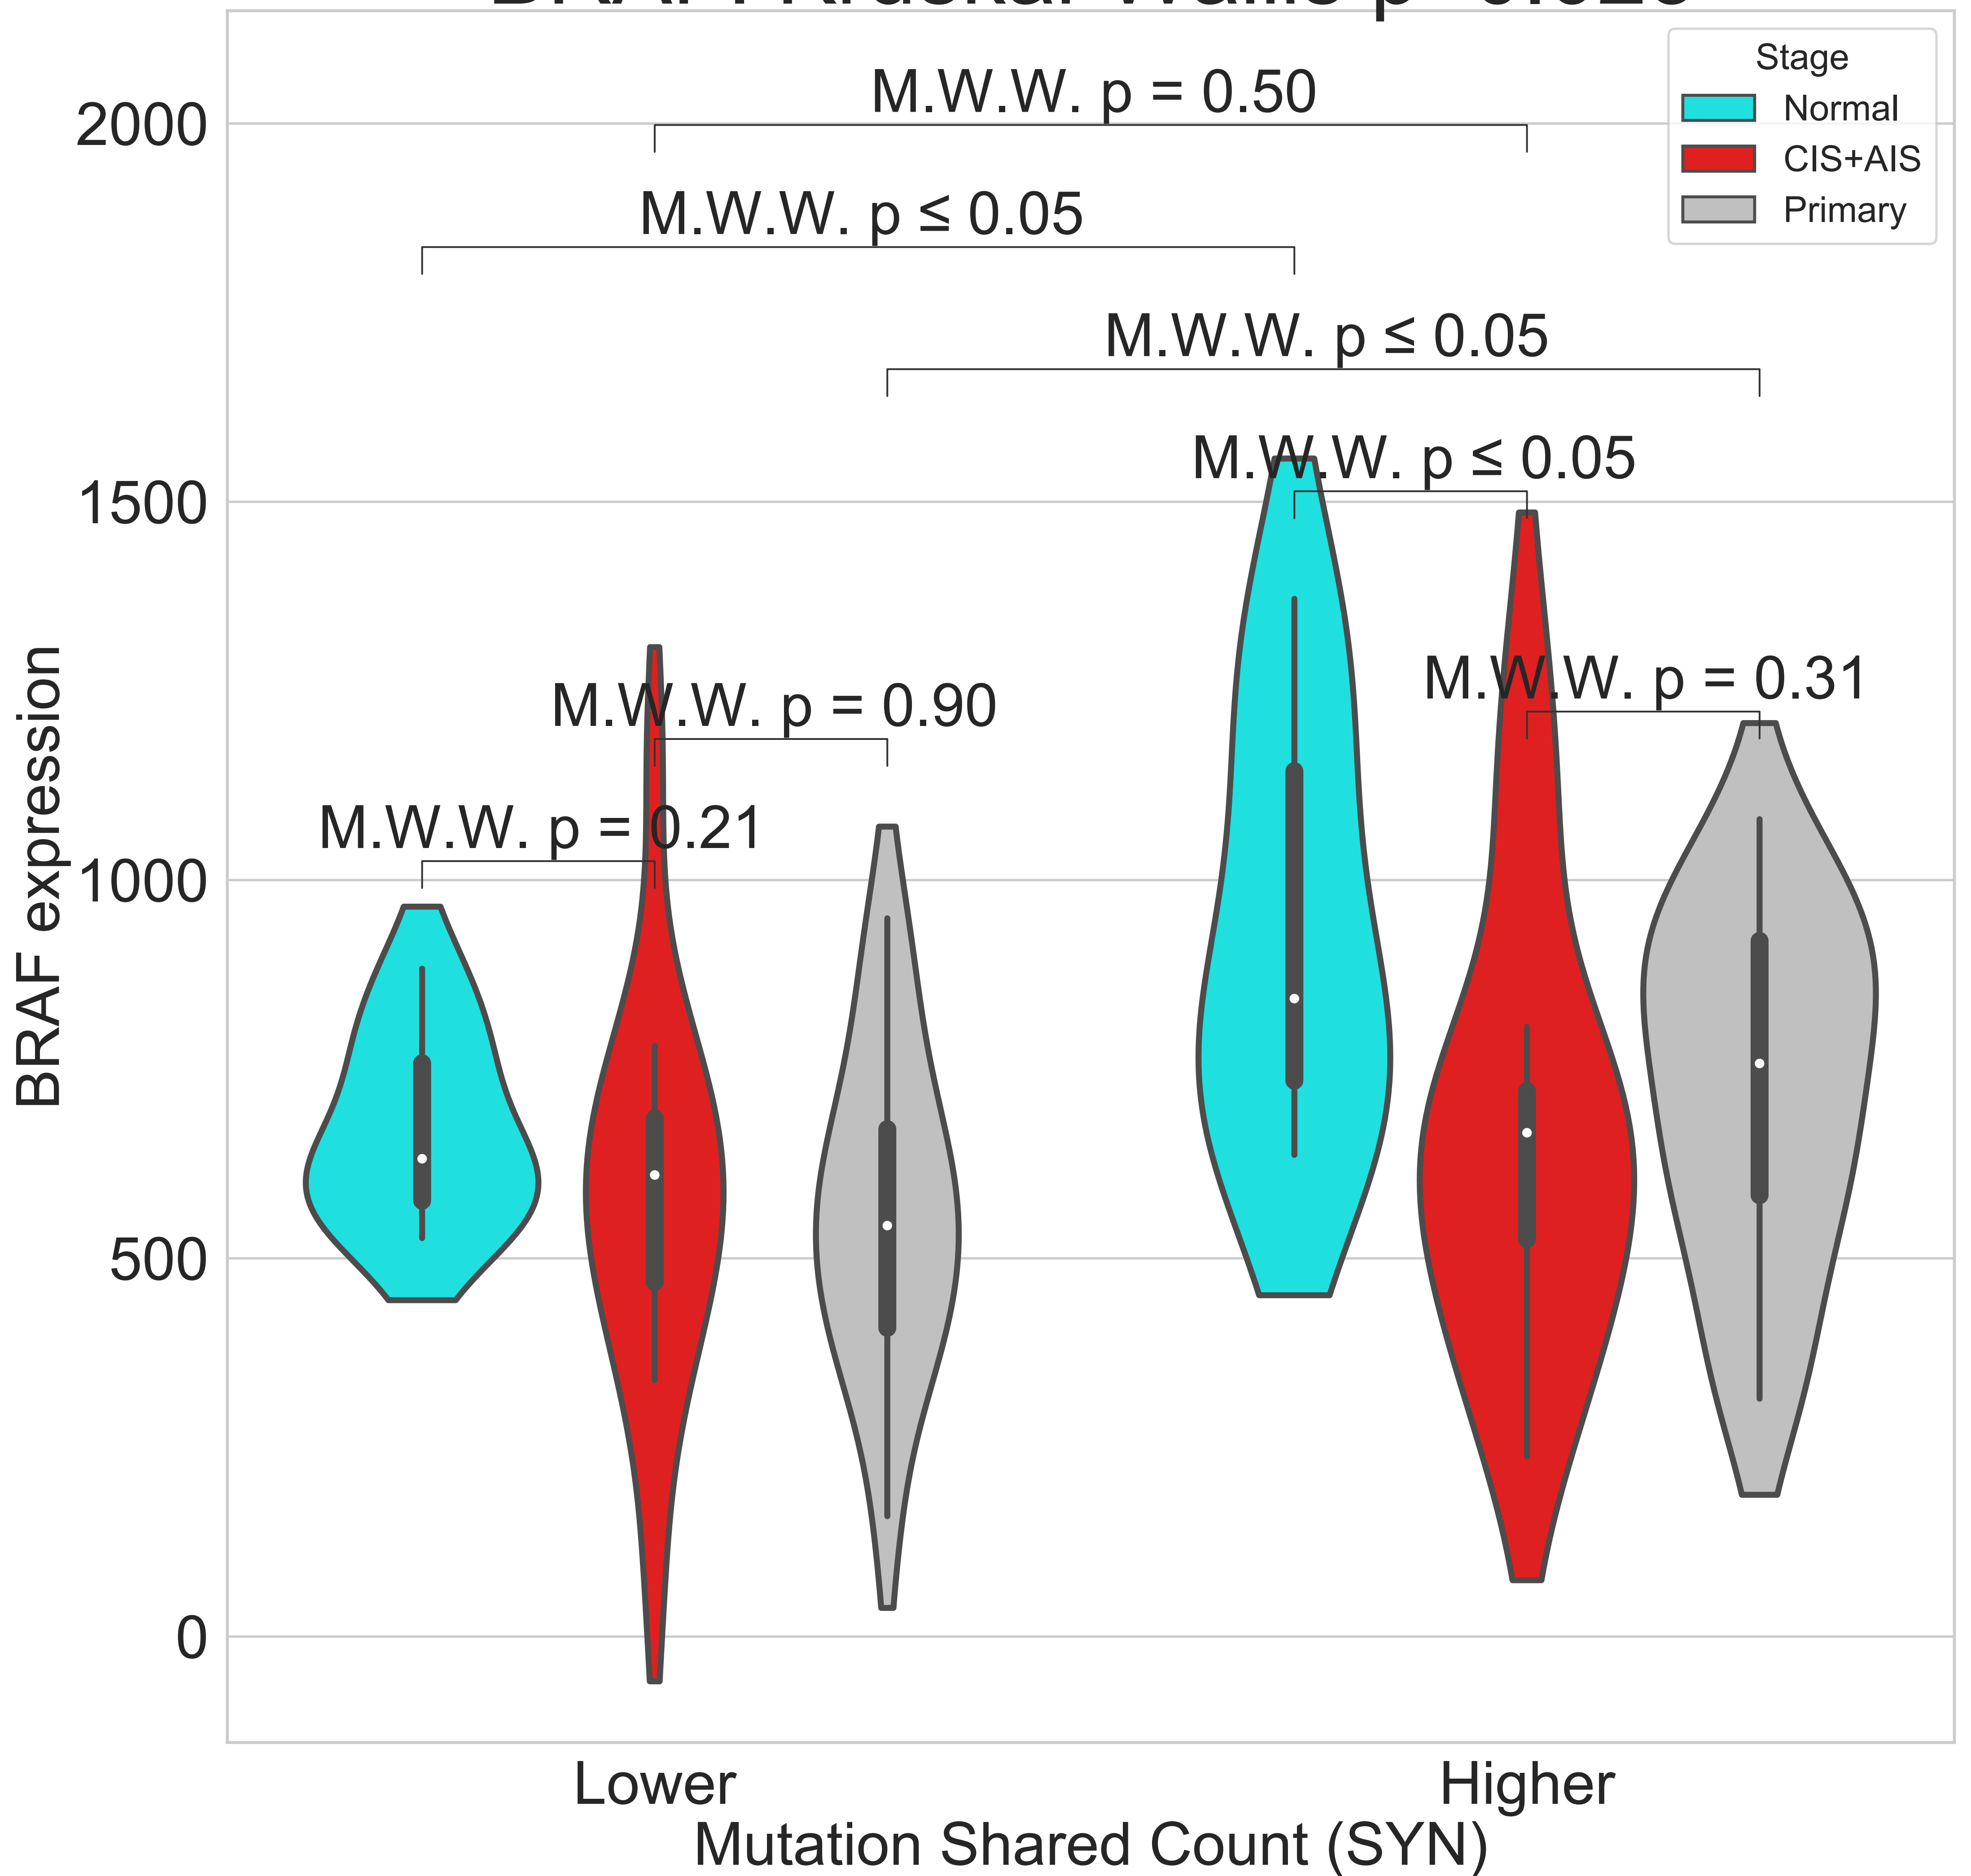 M.W.W. p = 0.50
M.W.W. p ≤ 0.05
M.W.W. p ≤ 0.05
M.W.W. p ≤ 0.05
M.W.W. p = 0.31
M.W.W. p = 0.90
M.W.W. p = 0.21
Stage
Normal
CIS+AIS
Primary
2000
1500
1000
500
0
BRAF expression
Lower
Higher
Mutation Shared Count (SYN)